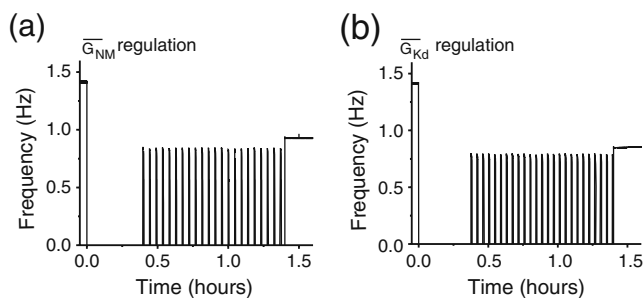 (a)
G̅NM regulation
Frequency (Hz)
1.5
1.0
0.5
0.0
0.0 0.5 1.0 1.5
Time (hours)
(b)
G̅Kd regulation
Frequency (Hz)
1.5
1.0
0.5
0.0
0.0 0.5 1.0 1.5
Time (hours)